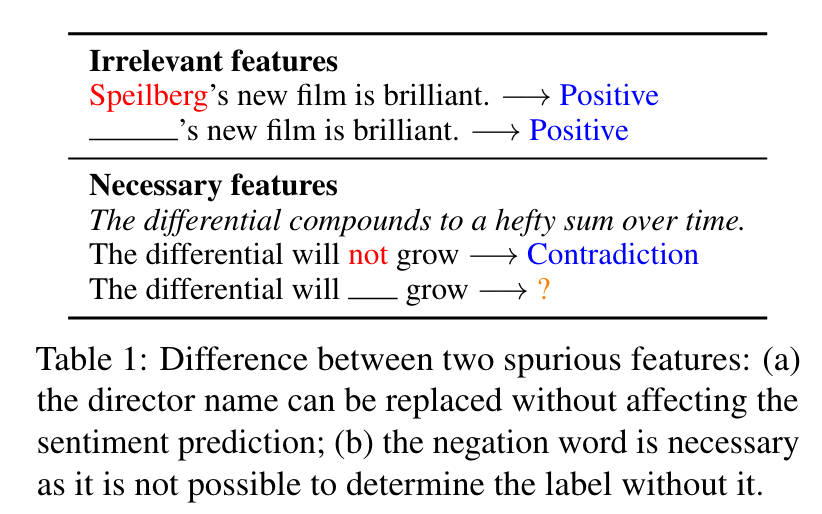 Irrelevant features
Speilberg's new film is brilliant. ⟶ Positive
______'s new film is brilliant. ⟶ Positive
Necessary features
The differential compounds to a hefty sum over time.
The differential will not grow ⟶ Contradiction
The differential will ___ grow ⟶ ?
Table 1: Difference between two spurious features: (a)
the director name can be replaced without affecting the
sentiment prediction; (b) the negation word is necessary
as it is not possible to determine the label without it.